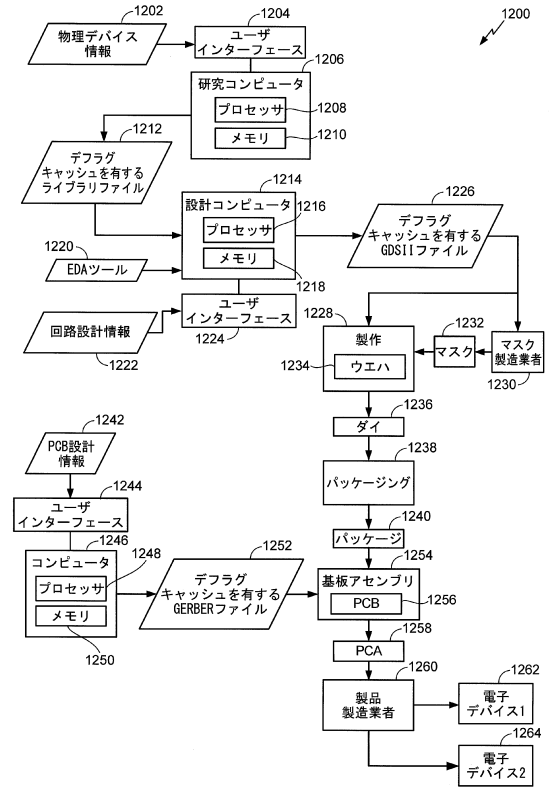 1200
1202
物理デバイス
情報
1204
ユーザ
インターフェース
1206
研究コンピュータ
プロセッサ
1208
メモリ
1210
1212
デフラグ
キャッシュを有する
ライブラリファイル
1214
設計コンピュータ
プロセッサ
1216
メモリ
1218
1220
EDAツール
回路設計情報
1222
ユーザ
インターフェース
1224
1226
デフラグ
キャッシュを有する
GDSIIファイル
1228
製作
1234
ウエハ
1232
マスク
マスク
製造業者
1230
1236
ダイ
1238
パッケージング
1240
パッケージ
1242
PCB設計
情報
1244
ユーザ
インターフェース
1246
コンピュータ
1248
プロセッサ
メモリ
1250
1252
デフラグ
キャッシュを有する
GERBERファイル
1254
基板アセンブリ
PCB
1256
1258
PCA
1260
製品
製造業者
1262
電子
デバイス1
1264
電子
デバイス2